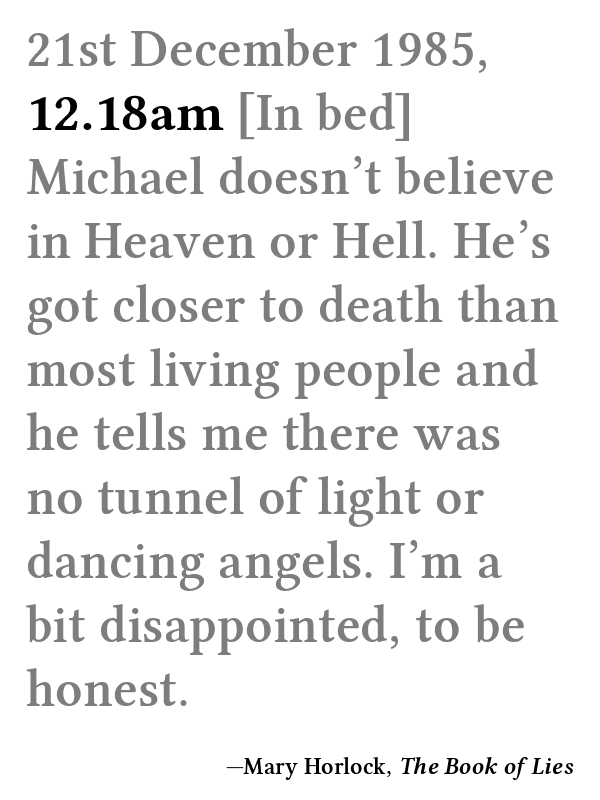 21st December 1985,
12.18am [In bed]
Michael doesn’t believe
in Heaven or Hell. He’s
got closer to death than
most living people and
he tells me there was
no tunnel of light or
dancing angels. I’m a
bit disappointed, to be
honest.
—Mary Horlock, The Book of Lies